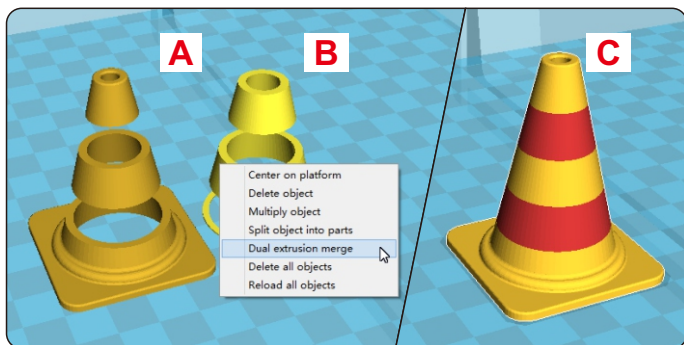 A
B
C
Center on platform
Delete object
Multiply object
Split object into parts
Dual extrusion merge
Delete all objects
Reload all objects